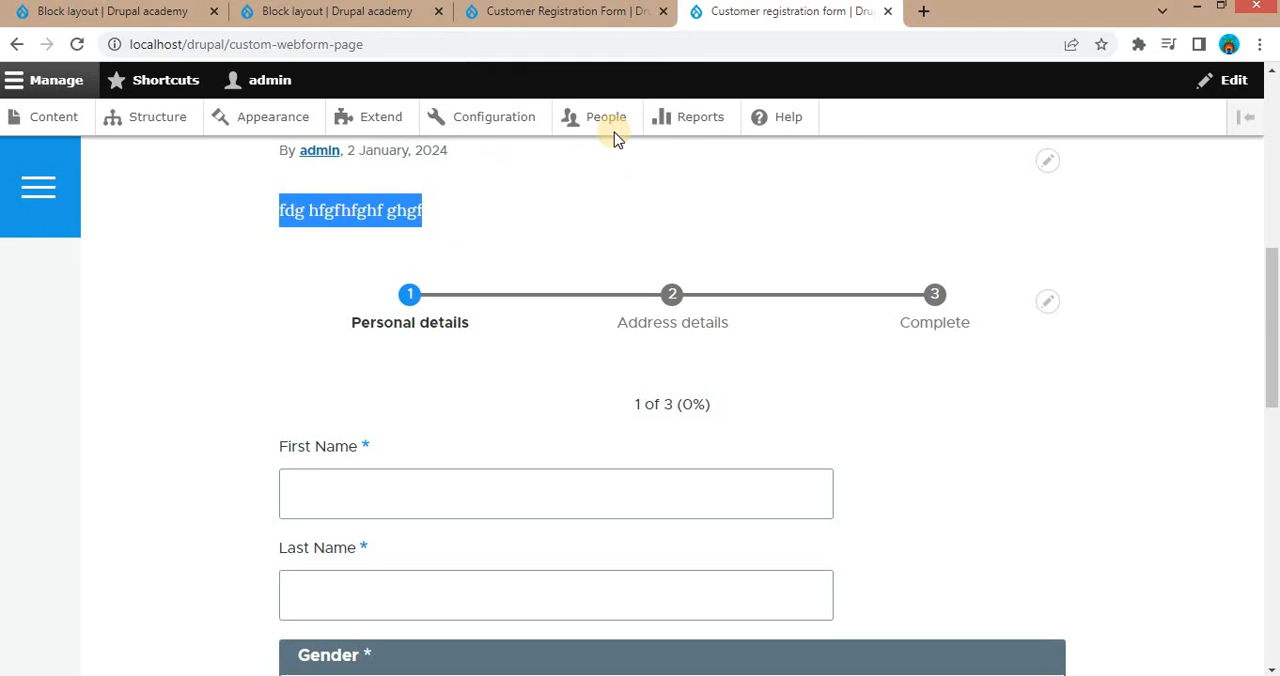 Block layout | Drupal academy
Block layout | Drupal academy
Customer Registration Form | D
Customer registration form | Dru
localhost/drupal/custom-webform-page
Manage
Shortcuts
admin
Edit
Content
Structure
Appearance
Extend
Configuration
People
Reports
Help
By admin, 2 January, 2024
fdg hfgfhfghf ghgf
1
2
3
Personal details
Address details
Complete
1 of 3 (0%)
First Name *
Last Name *
Gender *